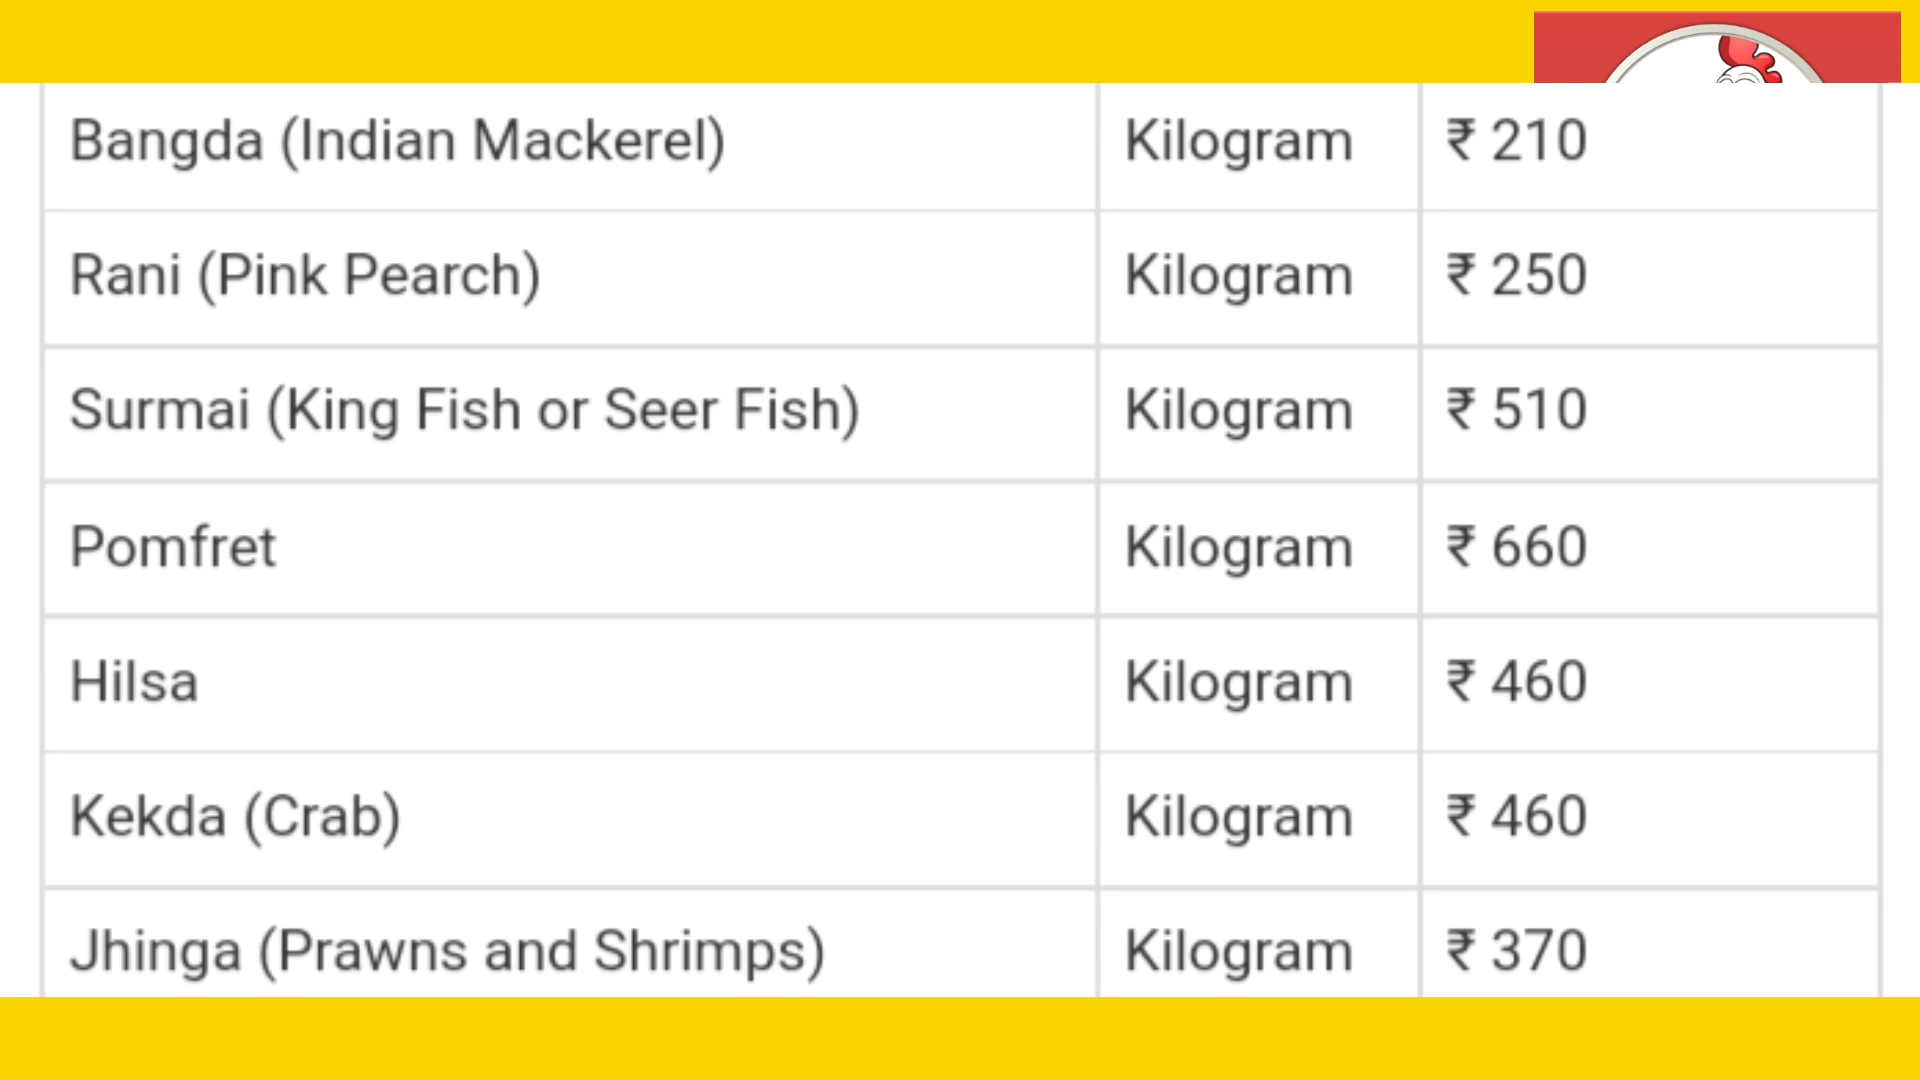 Bangda (Indian Mackerel) Kilogram ₹ 210
Rani (Pink Pearch) Kilogram ₹ 250
Surmai (King Fish or Seer Fish) Kilogram ₹ 510
Pomfret Kilogram ₹ 660
Hilsa Kilogram ₹ 460
Kekda (Crab) Kilogram ₹ 460
Jhinga (Prawns and Shrimps) Kilogram ₹ 370